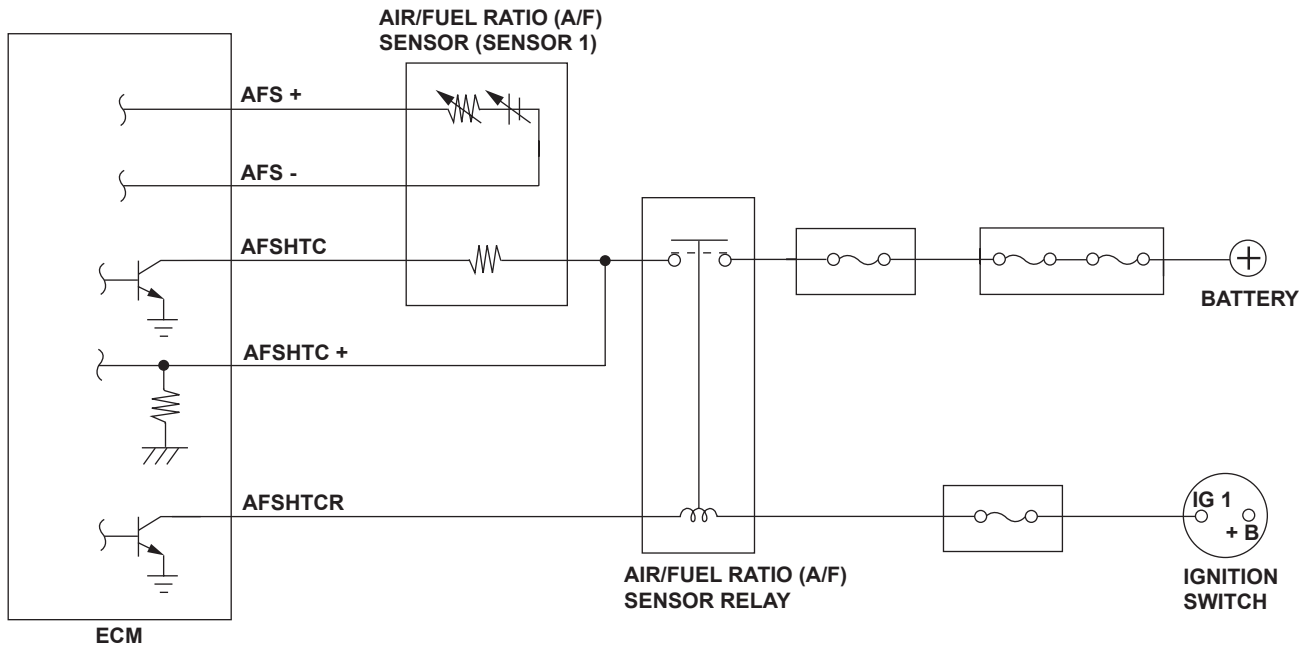 AIR/FUEL RATIO (A/F)
SENSOR (SENSOR 1)
AFS +
AFS -
AFSHTC
BATTERY
AFSHTC +
AFSHTCR
IG 1
+ B
AIR/FUEL RATIO (A/F)
SENSOR RELAY
IGNITION
SWITCH
ECM